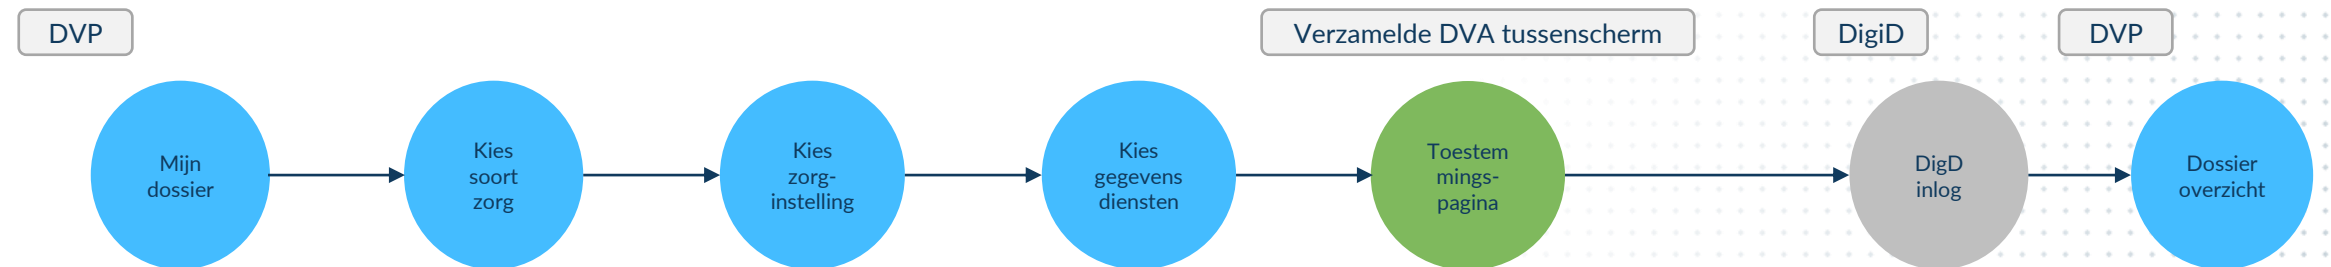 DVP
Verzamelde DVA tussenscherm
DigiD
DVP
Mijn
dossier
Kies
soort
zorg
Kies
zorg-
instelling
Kies
gegevens
diensten
Toestem
mings-
pagina
DigD
inlog
Dossier
overzicht